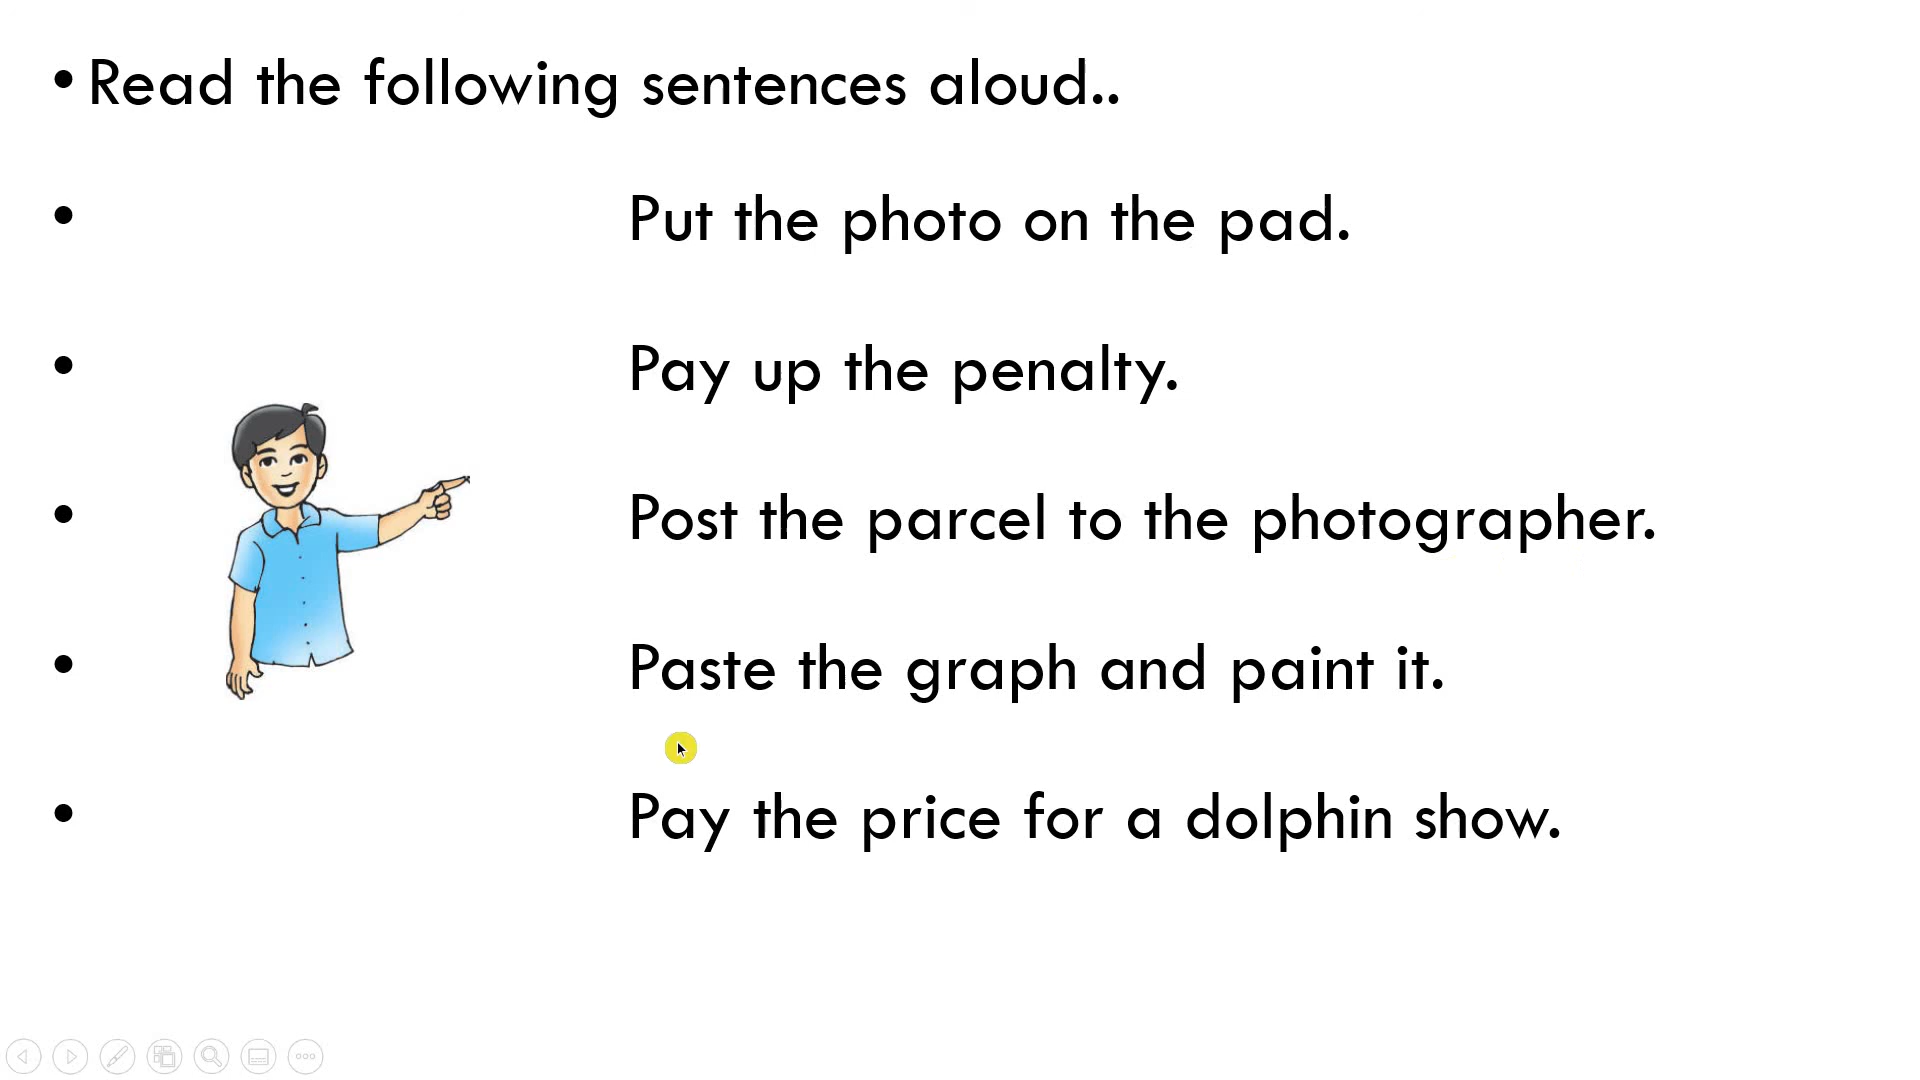 • Read the following sentences aloud..
• Put the photo on the pad.
• Pay up the penalty.
• Post the parcel to the photographer.
• Paste the graph and paint it.
• Pay the price for a dolphin show.